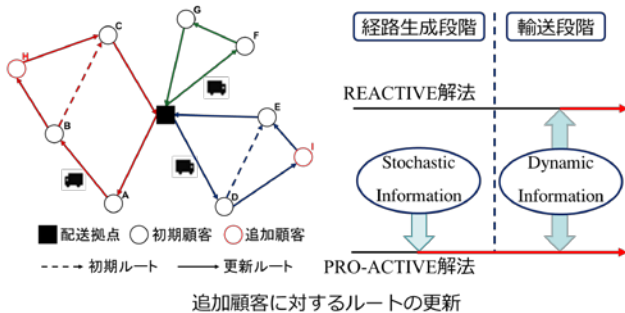 G
C
F
H
E
B
I
A
D
配送拠点 初期顧客 追加顧客
初期ルート 更新ルート
経路生成段階 輸送段階
REACTIVE解法
Stochastic
Information
Dynamic
Information
PRO-ACTIVE解法
追加顧客に対するルートの更新